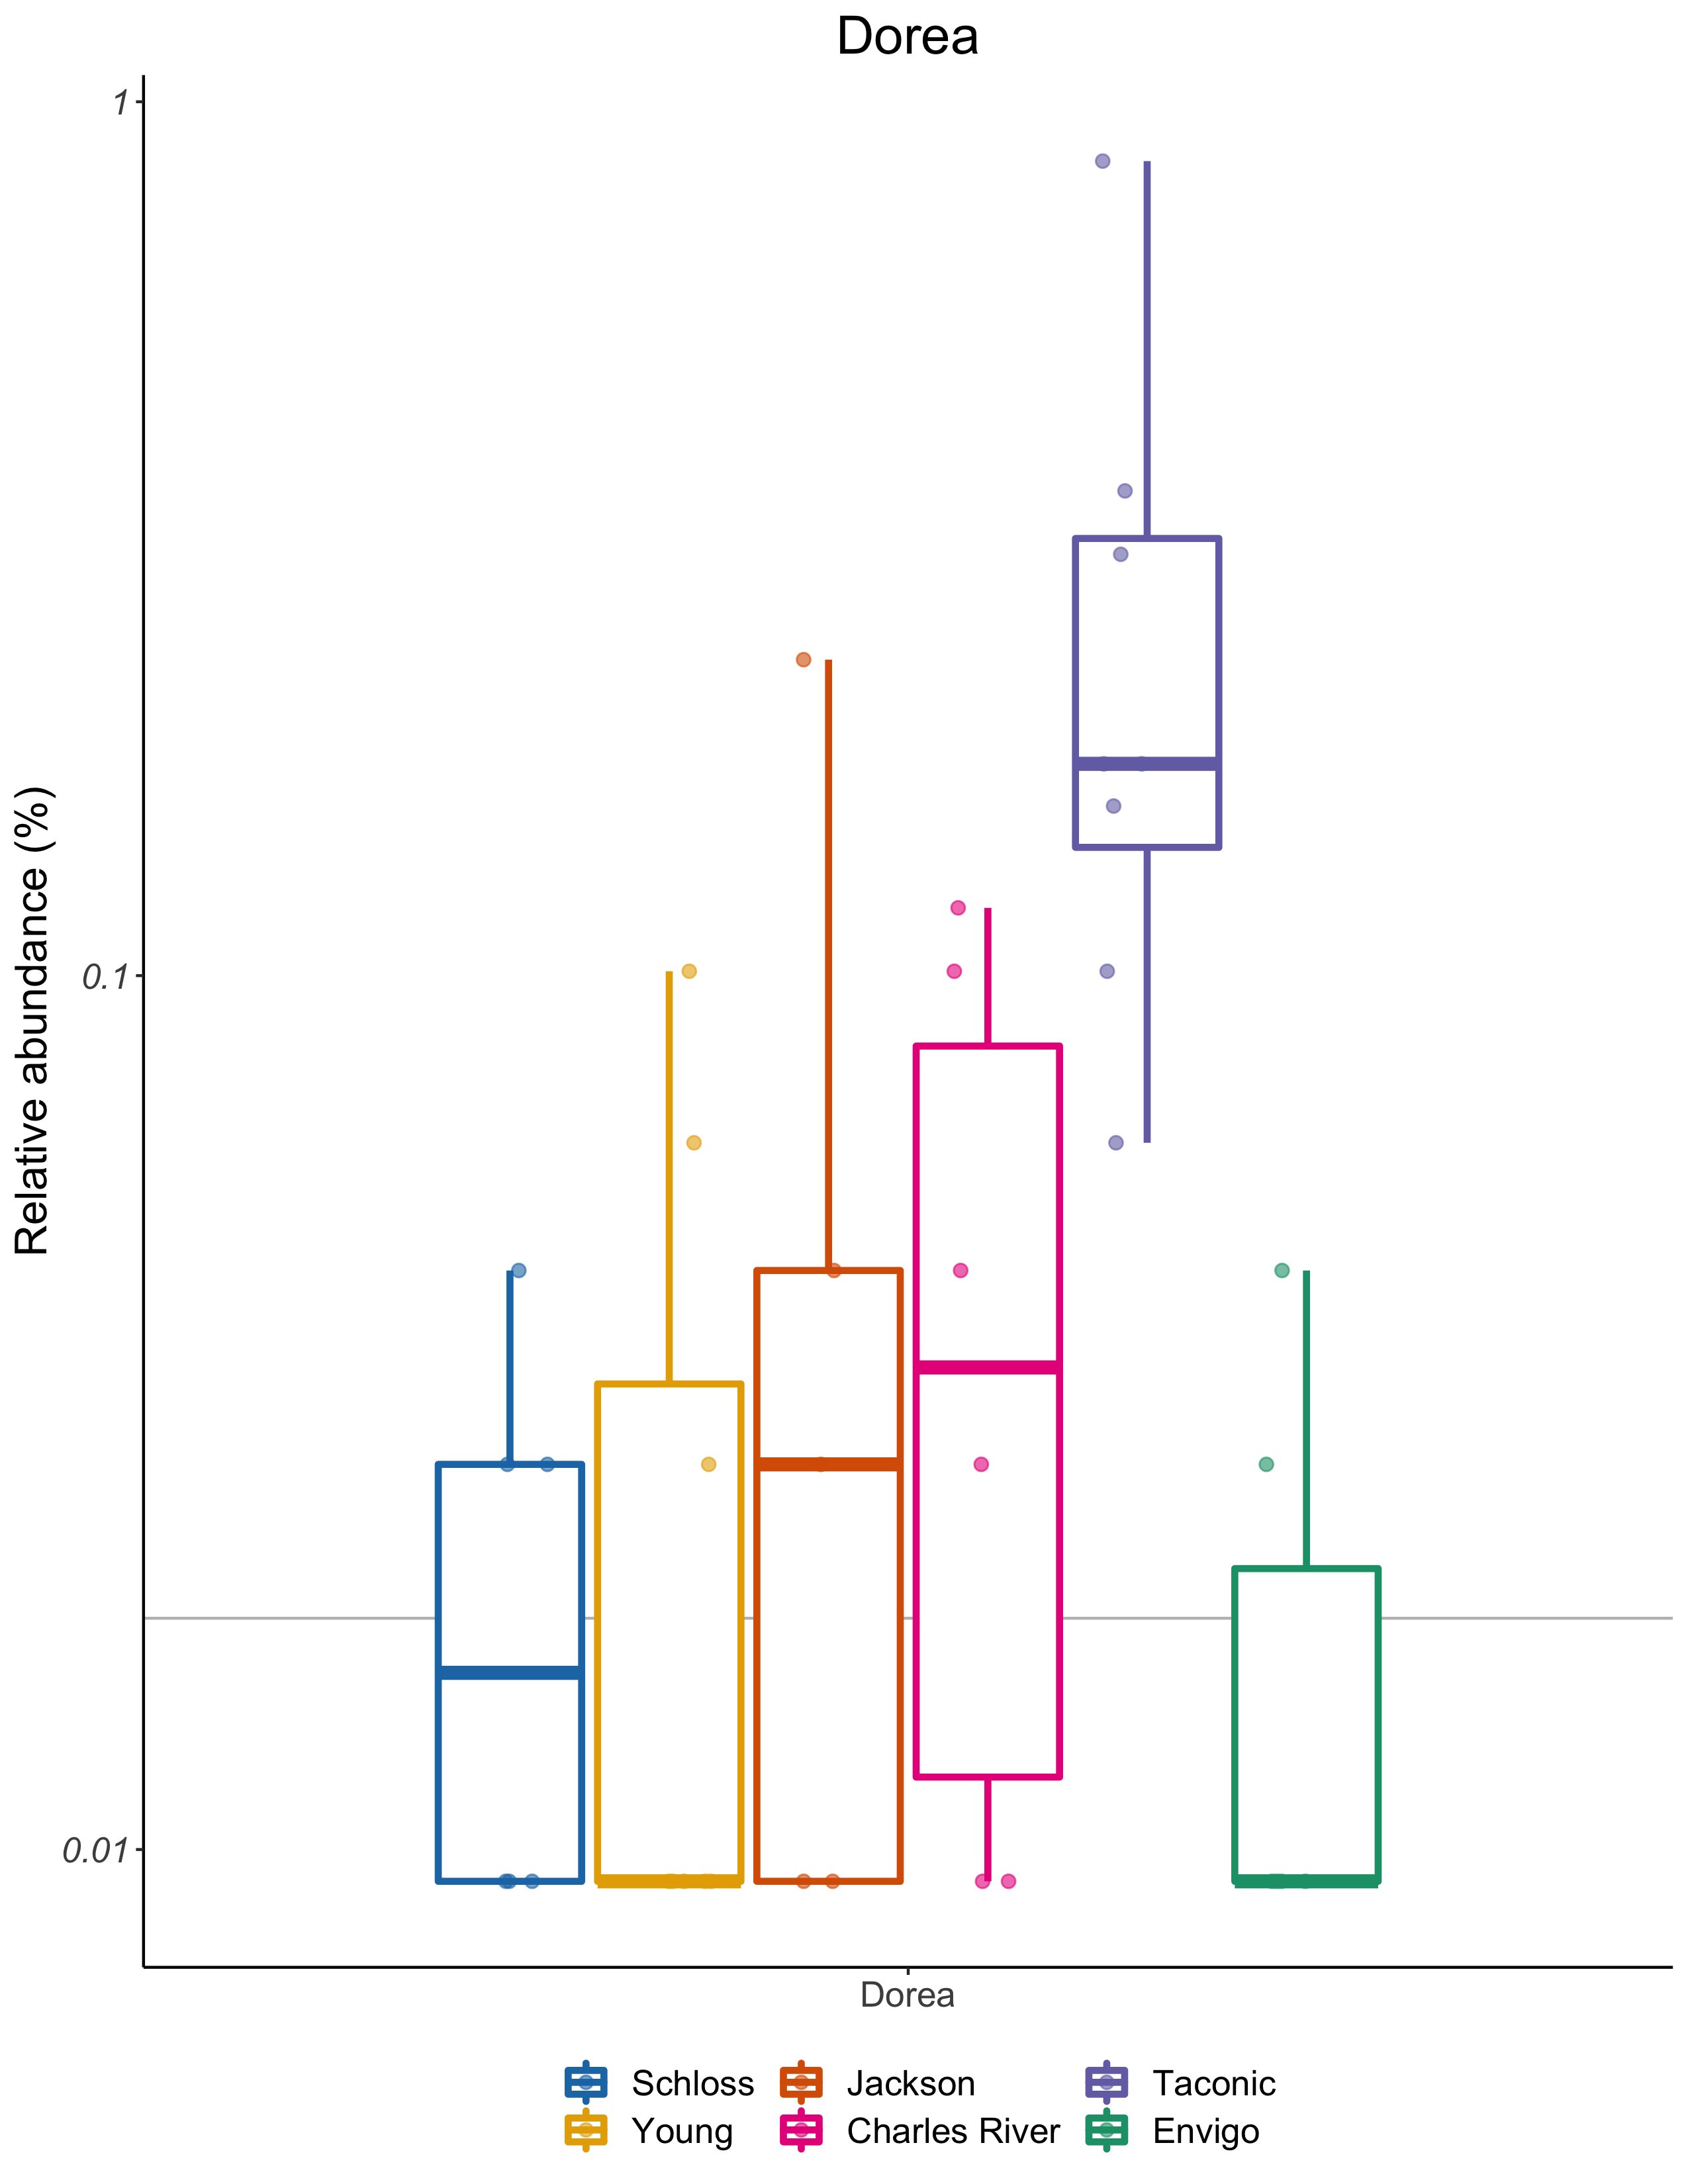 Dorea
1
0.1
0.01
Relative abundance (%)
Dorea
Schloss
Jackson
Taconic
Young
Charles River
Envigo